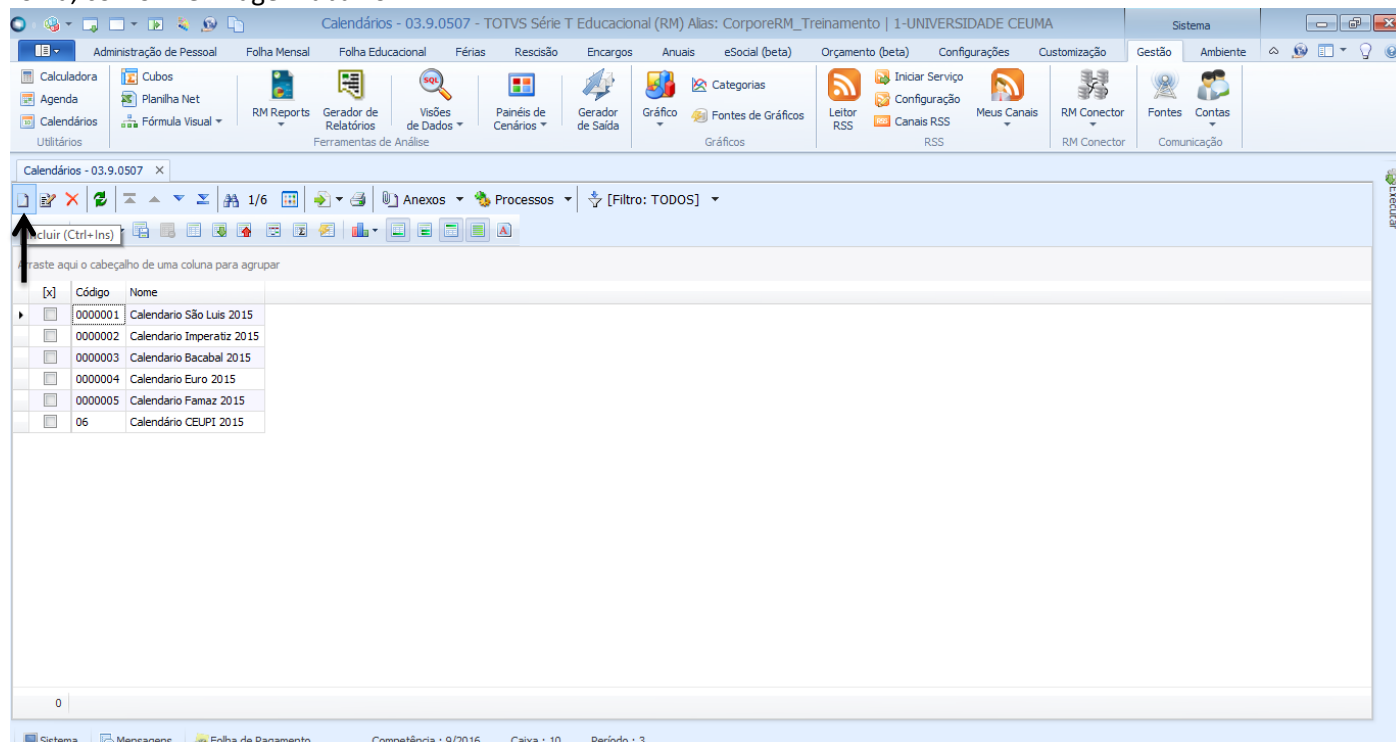 Calendários - 03.9.0507 - TOTVS Série T Educacional (RM) Alias: CorporeRM_Treinamento | 1-UNIVERSIDADE CEUMA
Sistema
Administração de Pessoal Folha Mensal Folha Educacional Férias Rescisão Encargos Anuais eSocial (beta) Orçamento (beta) Configurações Customização Gestão Ambiente
Calculadora Cubos Categorias Iniciar Serviço
Agenda Planilha Net RM Reports Gerador de Relatórios Visões de Dados Painéis de Cenários Gerador de Saída Gráfico Fontes de Gráficos Leitor RSS Configuração Meus Canais RM Conector Fontes Contas
Calendários Fórmula Visual Canais RSS
Utilitários Ferramentas de Análise Gráficos RSS RM Conector Comunicação
Calendários - 03.9.0507
Executar
1/6 Anexos Processos [Filtro: TODOS]
(Ctrl+Ins)
aqui o cabeçalho de uma coluna para agrupar
[x] Código Nome
0000001 Calendario São Luis 2015
0000002 Calendario Imperatiz 2015
0000003 Calendario Bacabal 2015
0000004 Calendario Euro 2015
0000005 Calendario Famaz 2015
06 Calendário CEUPI 2015
0
Sistema Mensagens Folha de Pagamento Competência : 9/2016 Caixa : 10 Período : 3